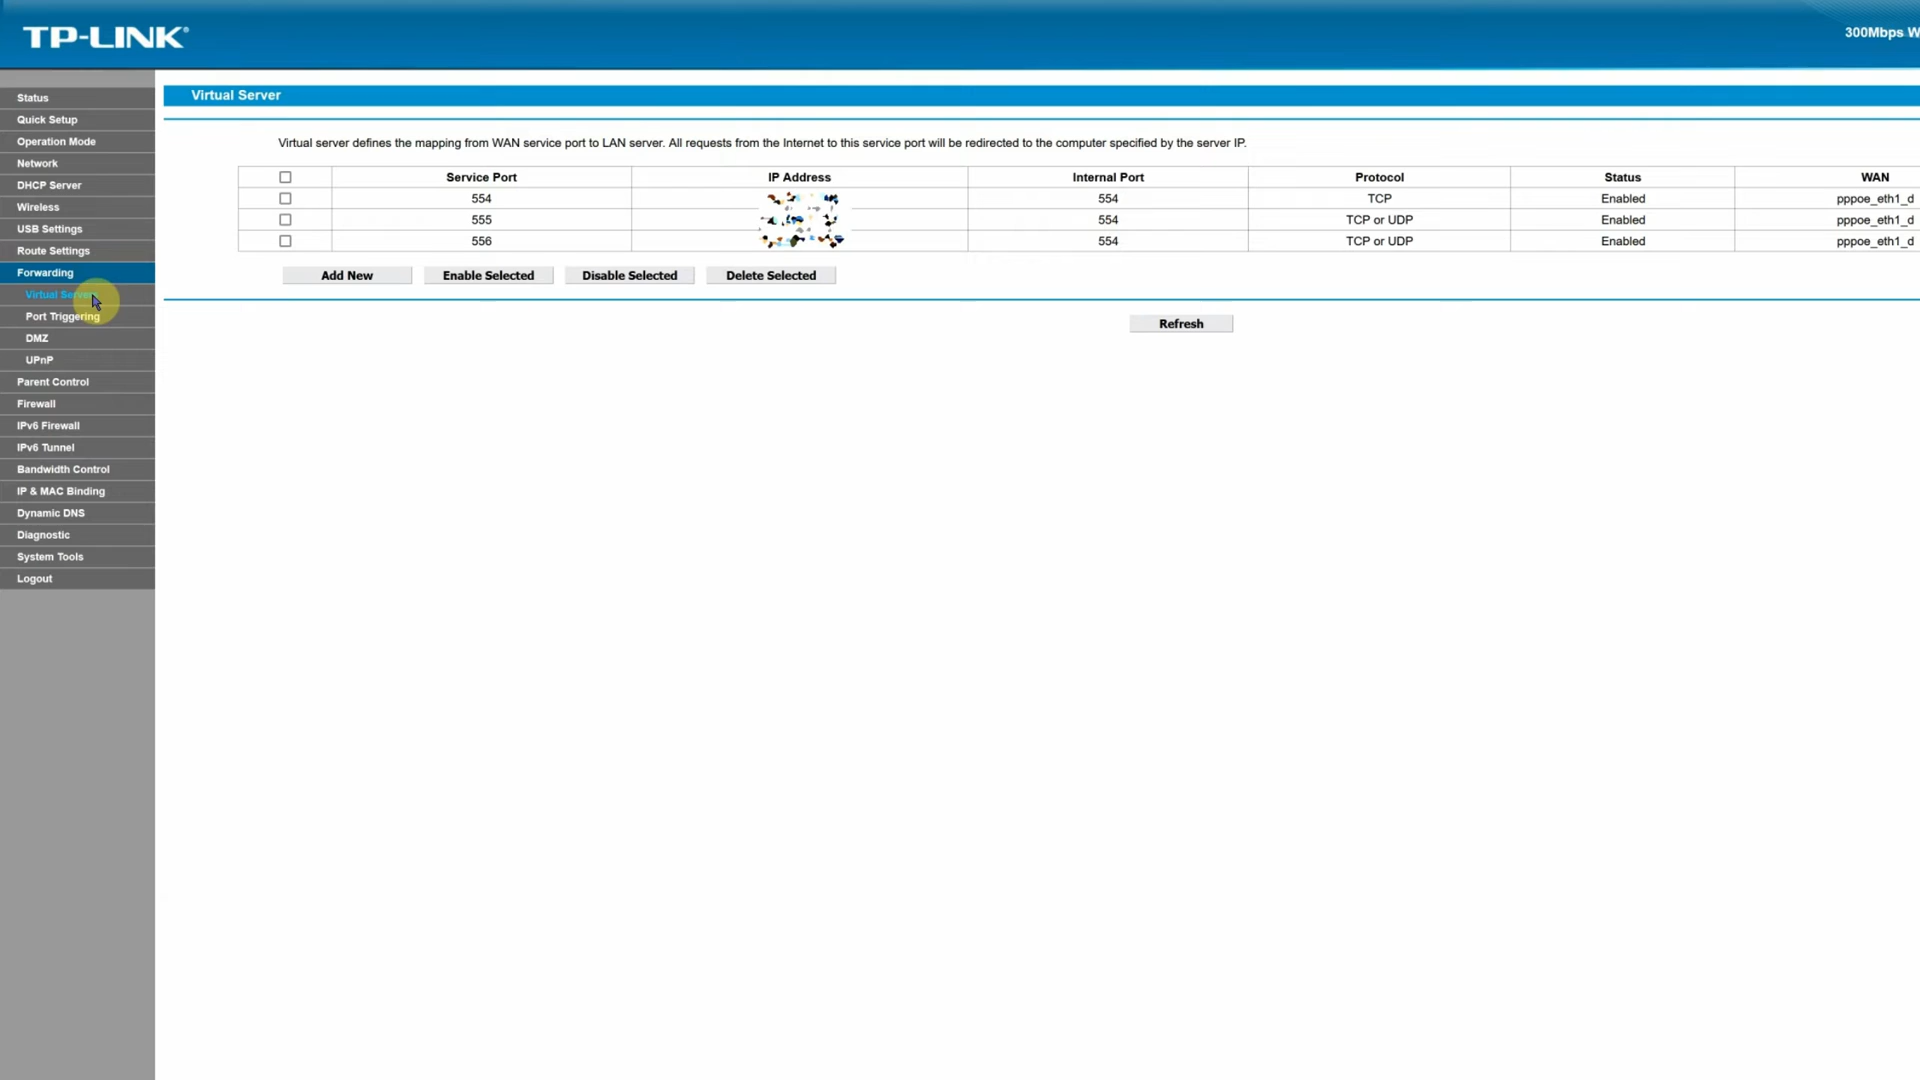 TP-LINK®
300Mbps W
Status
Quick Setup
Operation Mode
Network
DHCP Server
Wireless
USB Settings
Route Settings
Forwarding
Virtual Server
Port Triggering
DMZ
UPnP
Parent Control
Firewall
IPv6 Firewall
IPv6 Tunnel
Bandwidth Control
IP & MAC Binding
Dynamic DNS
Diagnostic
System Tools
Logout
Virtual Server
Virtual server defines the mapping from WAN service port to LAN server. All requests from the Internet to this service port will be redirected to the computer specified by the server IP.
Service Port IP Address Internal Port Protocol Status WAN
554 554 TCP Enabled pppoe_eth1_d
555 554 TCP or UDP Enabled pppoe_eth1_d
556 554 TCP or UDP Enabled pppoe_eth1_d
Add New Enable Selected Disable Selected Delete Selected
Refresh